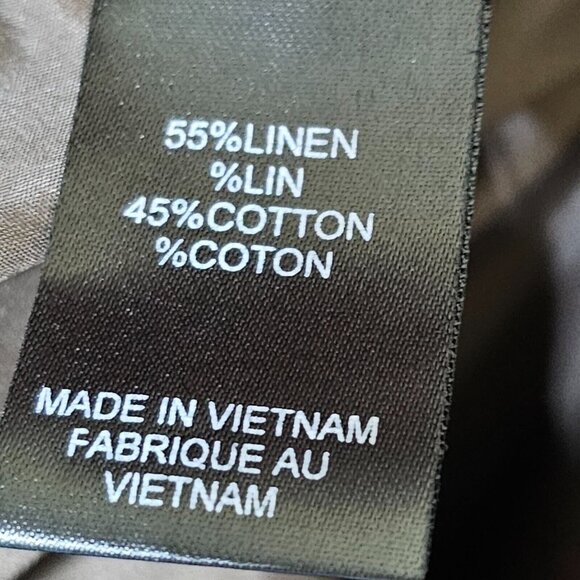 55%LINEN
%LIN
45%COTTON
%COTON
MADE IN VIETNAM
FABRIQUE AU
VIETNAM